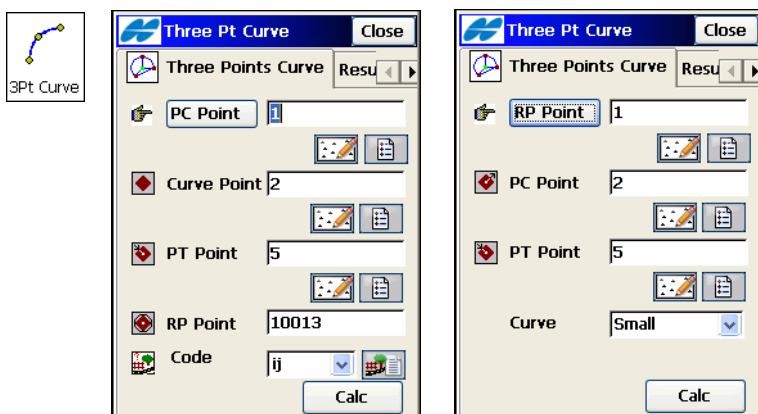 3Pt Curve
Three Pt Curve Close
Three Points Curve Resu
PC Point 1
Curve Point 2
PT Point 5
RP Point 10013
Code ij
Calc
Three Pt Curve Close
Three Points Curve Resu
RP Point 1
PC Point 2
PT Point 5
Curve Small
Calc